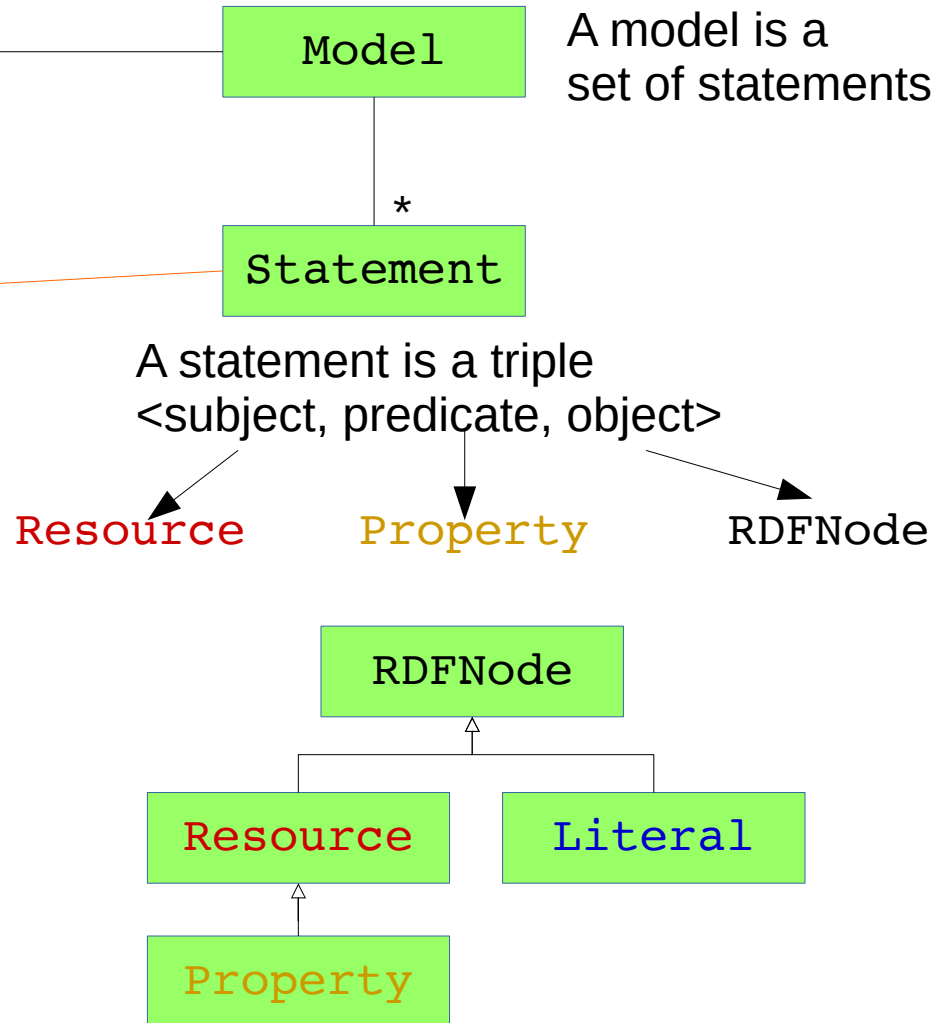 Model
A model is a
set of statements
*
Statement
A statement is a triple
<subject, predicate, object>
Resource Property RDFNode
RDFNode
Resource Literal
Property